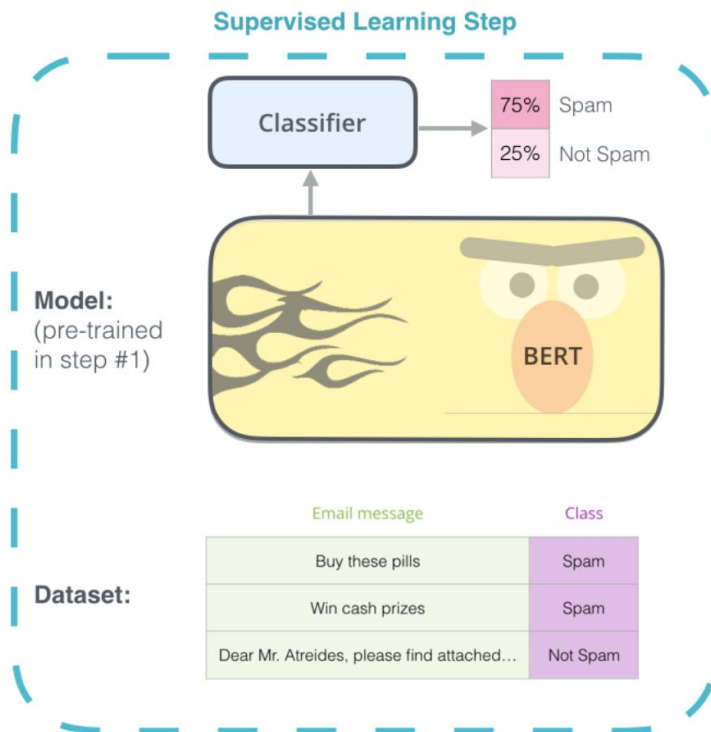 Supervised Learning Step
Classifier
75% Spam
25% Not Spam
Model:
(pre-trained
in step #1)
BERT
Email message Class
Dataset:
Buy these pills Spam
Win cash prizes Spam
Dear Mr. Atreides, please find attached... Not Spam